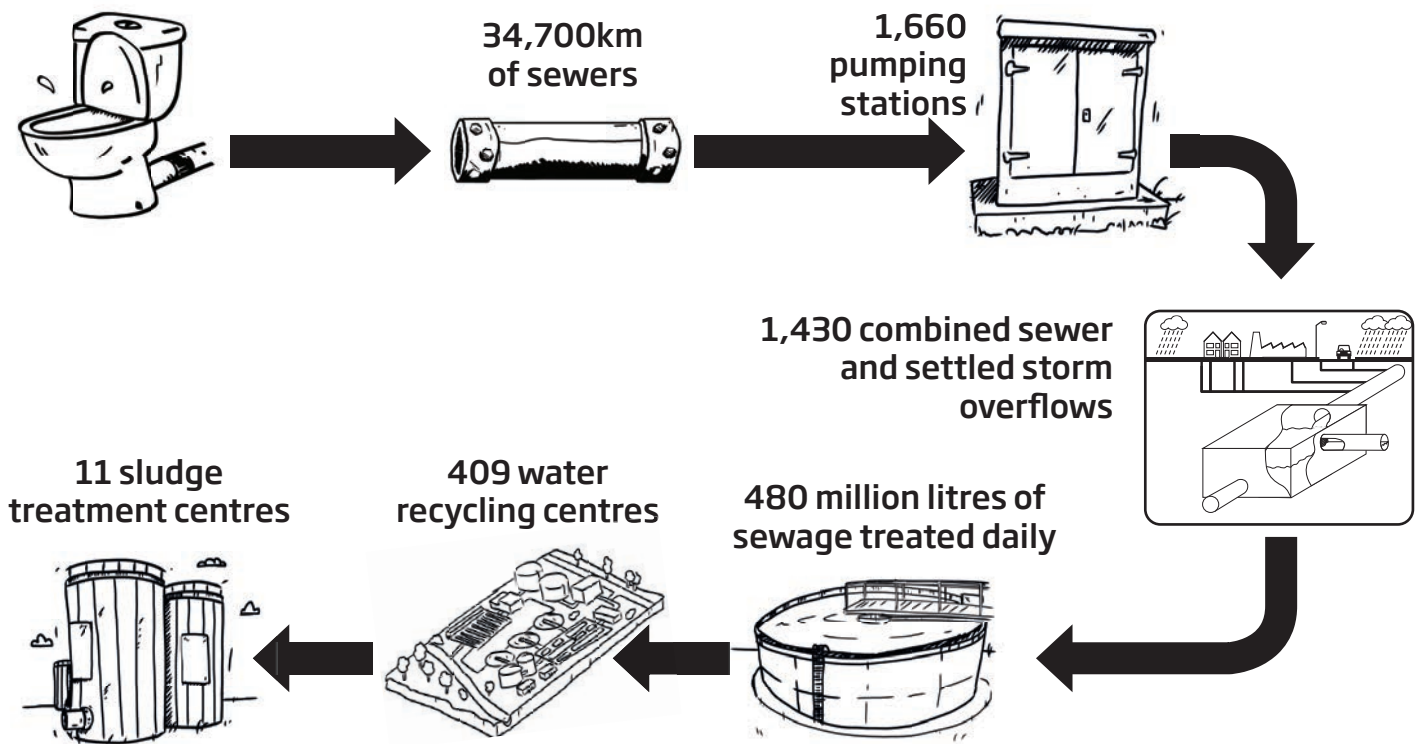 34,700km
of sewers
1,660
pumping
stations
1,430 combined sewer
and settled storm
overflows
480 million litres of
sewage treated daily
409 water
recycling centres
11 sludge
treatment centres